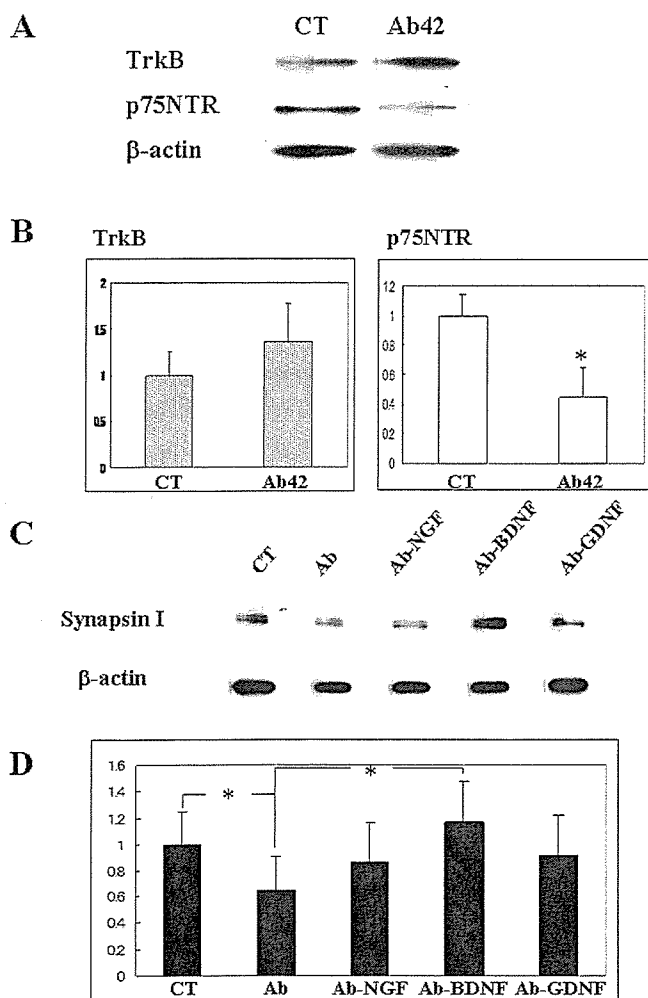 A
CT Ab42
TrkB
p75NTR
β-actin
B
TrkB p75NTR
2
1.5
1
0.5
0
CT Ab42
1.2
1
0.8
0.6
0.4
0.2
0
*
CT Ab42
C
CT Ab Ab-NGF Ab-BDNF Ab-GDNF
Synapsin I
β-actin
D
1.6
1.4
1.2
1
0.8
0.6
0.4
0.2
0
* *
CT Ab Ab-NGF Ab-BDNF Ab-GDNF